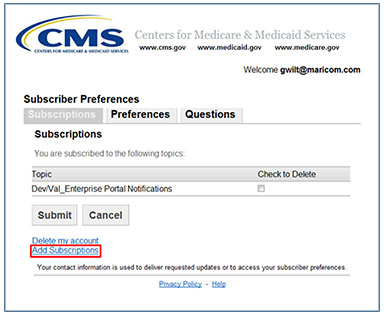 CMS Centers for Medicare & Medicaid Services
CENTERS FOR MEDICARE & MEDICAID SERVICES
www.cms.gov www.medicaid.gov www.medicare.gov
Welcome gwilt@maricom.com
Subscriber Preferences
Subscriptions Preferences Questions
Subscriptions
You are subscribed to the following topics:
Topic Check to Delete
Dev/Val_Enterprise Portal Notifications
Submit Cancel
Delete my account
Add Subscriptions
Your contact information is used to deliver requested updates or to access your subscriber preferences.
Privacy Policy - Help